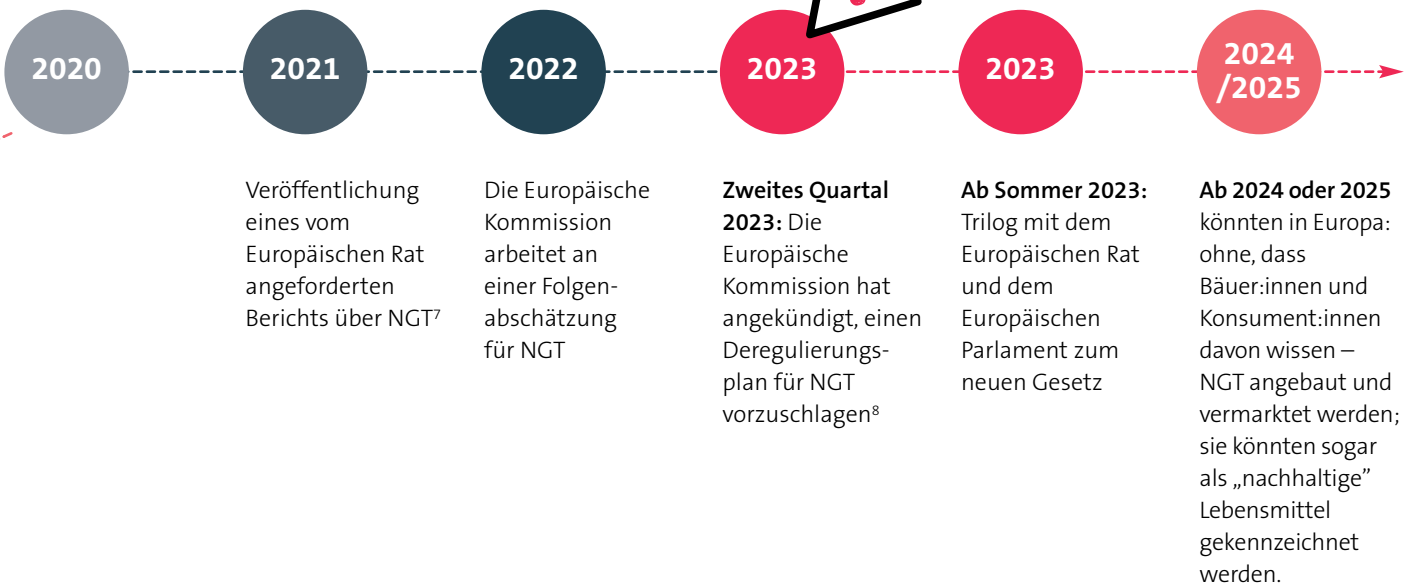 2020
2021
2022
2023
2023
2024
/2025
Veröffentlichung
eines vom
Europäischen Rat
angeforderten
Berichts über NGT⁷
Die Europäische
Kommission
arbeitet an
einer Folgen-
abschätzung
für NGT
Zweites Quartal
2023: Die
Europäische
Kommission hat
angekündigt, einen
Deregulierungs-
plan für NGT
vorzuschlagen⁸
Ab Sommer 2023:
Trilog mit dem
Europäischen Rat
und dem
Europäischen
Parlament zum
neuen Gesetz
Ab 2024 oder 2025
könnten in Europa:
ohne, dass
Bäuer:innen und
Konsument:innen
davon wissen –
NGT angebaut und
vermarktet werden;
sie könnten sogar
als „nachhaltige”
Lebensmittel
gekennzeichnet
werden.